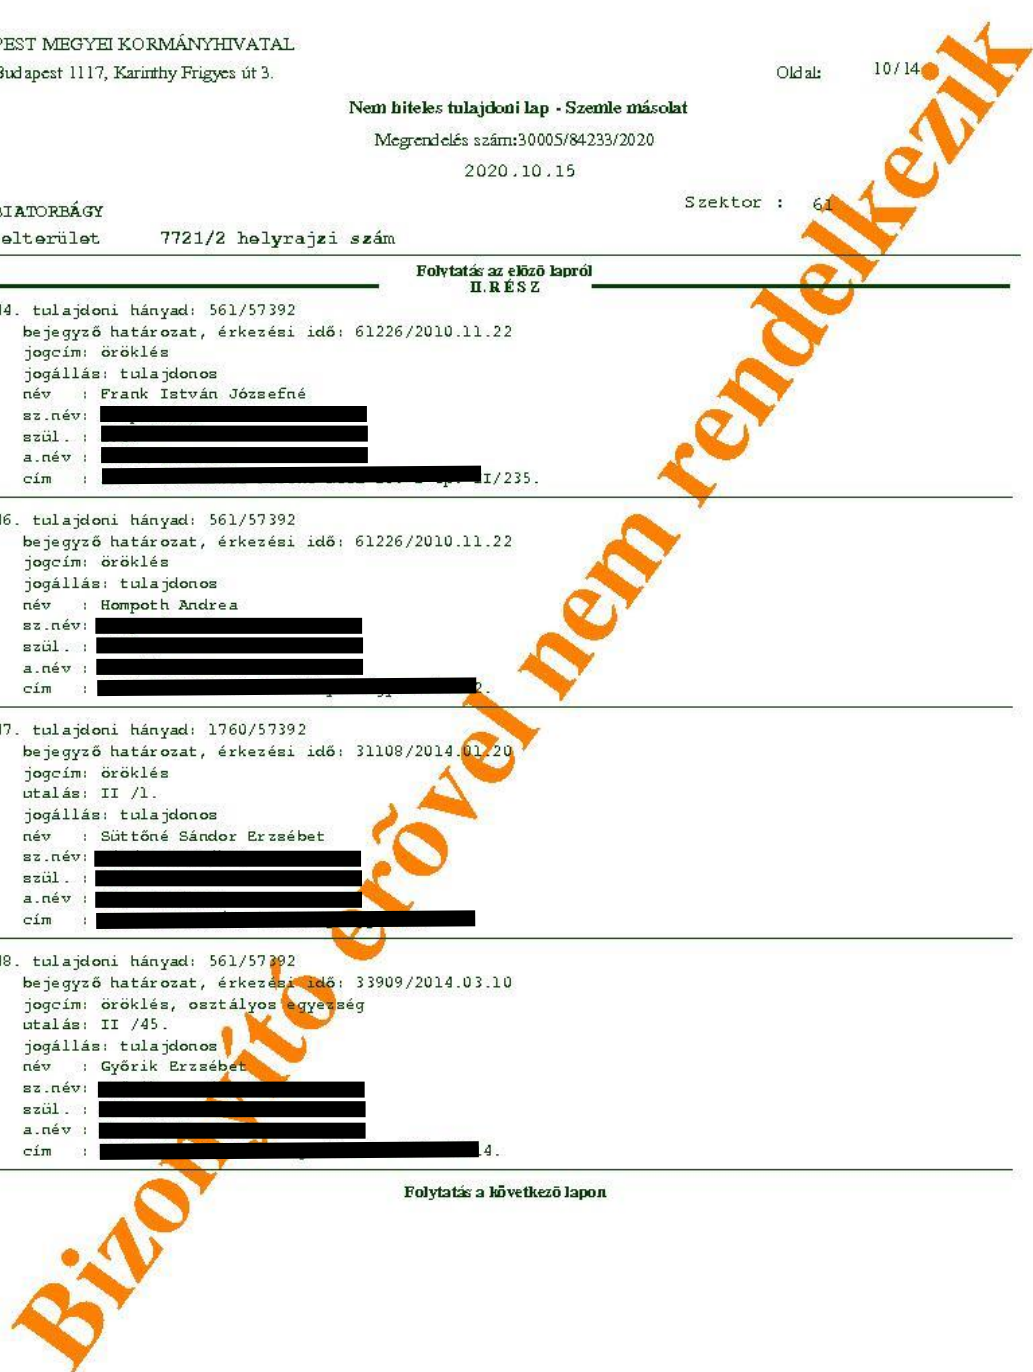 PEST MEGYEI KORMÁNYHIVATAL
Budapest 1117, Karinthy Frigyes út 3.
Oldal: 10/14
Nem hiteles tulajdoni lap - Szemle másolat
Megrendelés szám:30005/84233/2020
2020.10.15
BIATORBÁGY
Szektor : 61
elterület 7721/2 helyrajzi szám
Folytatás az előző lapról
II. RÉSZ
44. tulajdoni hányad: 561/57392
bejegyző határozat, érkezési idő: 61226/2010.11.22
jogcím: öröklés
jogállás: tulajdonos
név : Frank István Józsefné
sz.név:
szül. :
a.név :
cím : II/235.
46. tulajdoni hányad: 561/57392
bejegyző határozat, érkezési idő: 61226/2010.11.22
jogcím: öröklés
jogállás: tulajdonos
név : Hompoth Andrea
sz.név:
szül. :
a.név :
cím : 2.
47. tulajdoni hányad: 1760/57392
bejegyző határozat, érkezési idő: 31108/2014.01.20
jogcím: öröklés
utalás: II /1.
jogállás: tulajdonos
név : Süttőné Sándor Erzsébet
sz.név:
szül. :
a.név :
cím :
48. tulajdoni hányad: 561/57392
bejegyző határozat, érkezési idő: 33909/2014.03.10
jogcím: öröklés, osztályos egyezség
utalás: II /45.
jogállás: tulajdonos
név : Győrik Erzsébet
sz.név:
szül. :
a.név :
cím : 4.
Folytatás a következő lapon
Bizonyító erõvel nem rendelkezik